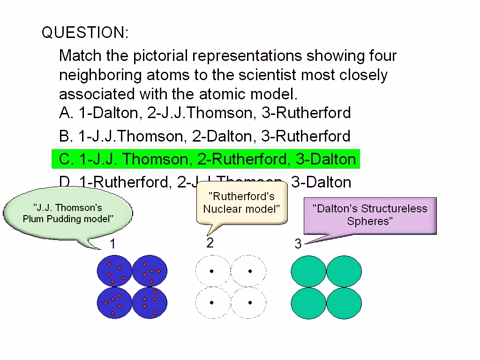 QUESTION:
Match the pictorial representations showing four
neighboring atoms to the scientist most closely
associated with the atomic model.
A. 1-Dalton, 2-J.J.Thomson, 3-Rutherford
B. 1-J.J.Thomson, 2-Dalton, 3-Rutherford
C. 1-J.J. Thomson, 2-Rutherford, 3-Dalton
D. 1-Rutherford, 2-J.J.Thomson, 3-Dalton
"J.J. Thomson's
Plum Pudding model"
"Rutherford's
Nuclear model"
"Dalton's Structureless
Spheres"
1 2 3